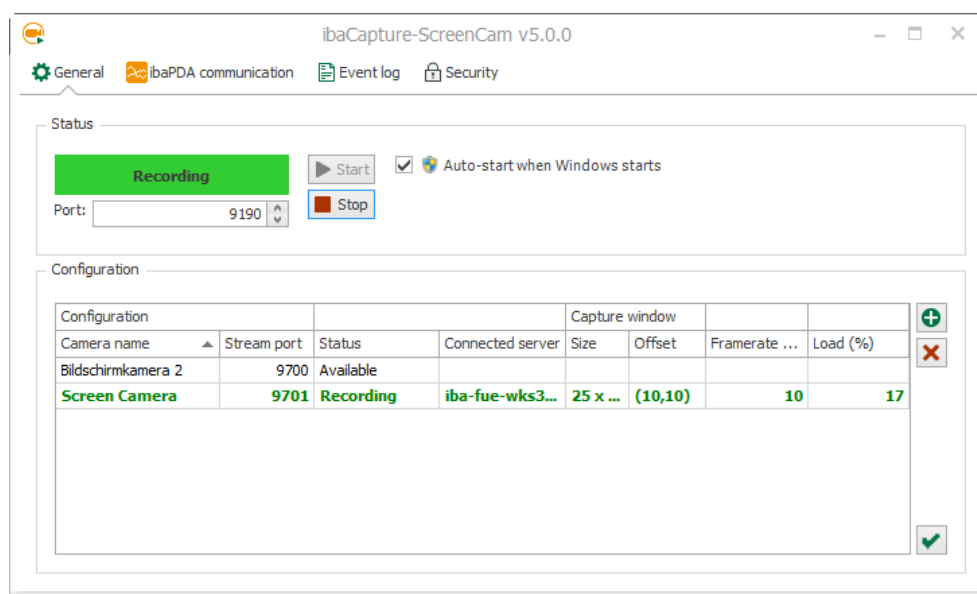 ibaCapture-ScreenCam v5.0.0
General ibaPDA communication Event log Security
Status
Recording Start Auto-start when Windows starts
Port: 9190 Stop
Configuration
Configuration Capture window
Camera name Stream port Status Connected server Size Offset Framerate ... Load (%)
Bildschirmkamera 2 9700 Available
Screen Camera 9701 Recording iba-fue-wks3... 25 x ... (10,10) 10 17